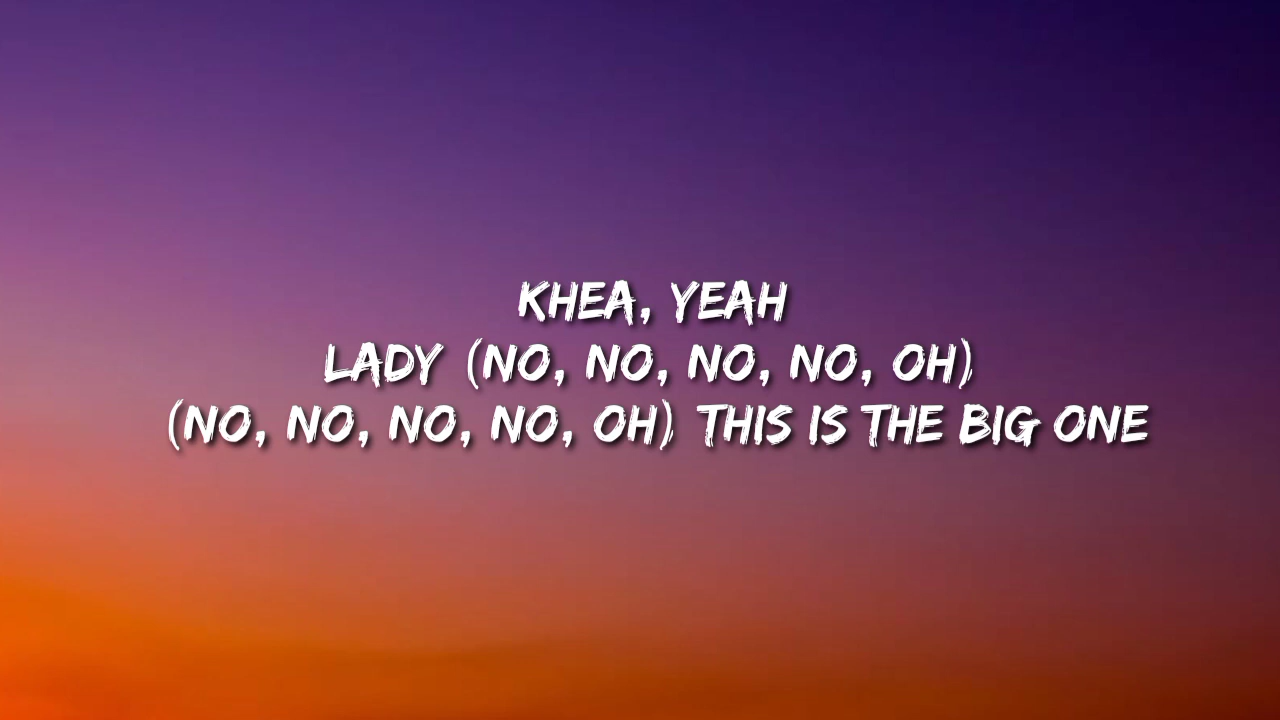 KHEA, YEAH
LADY (NO, NO, NO, NO, OH)
(NO, NO, NO, NO, OH) THIS IS THE BIG ONE